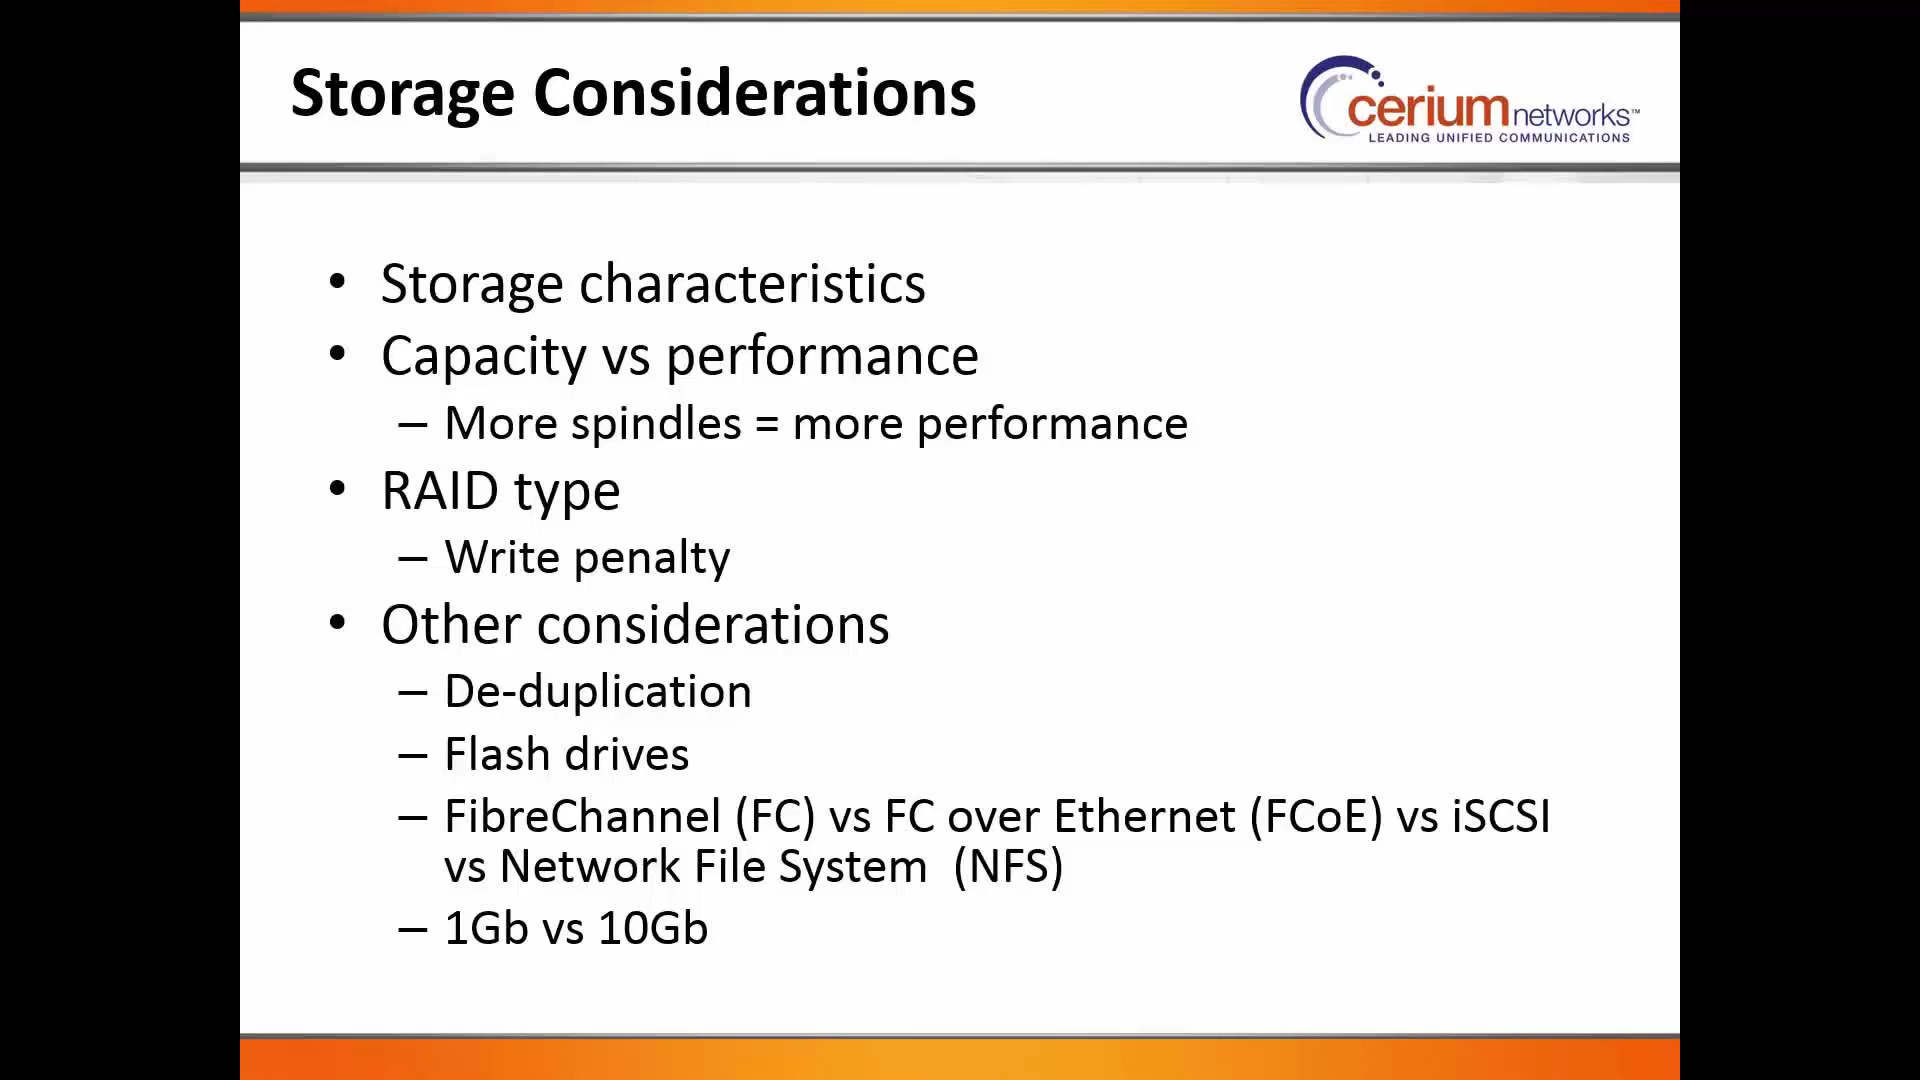 Storage Considerations
cerium networks™
LEADING UNIFIED COMMUNICATIONS
• Storage characteristics
• Capacity vs performance
– More spindles = more performance
• RAID type
– Write penalty
• Other considerations
– De-duplication
– Flash drives
– FibreChannel (FC) vs FC over Ethernet (FCoE) vs iSCSI
vs Network File System (NFS)
– 1Gb vs 10Gb